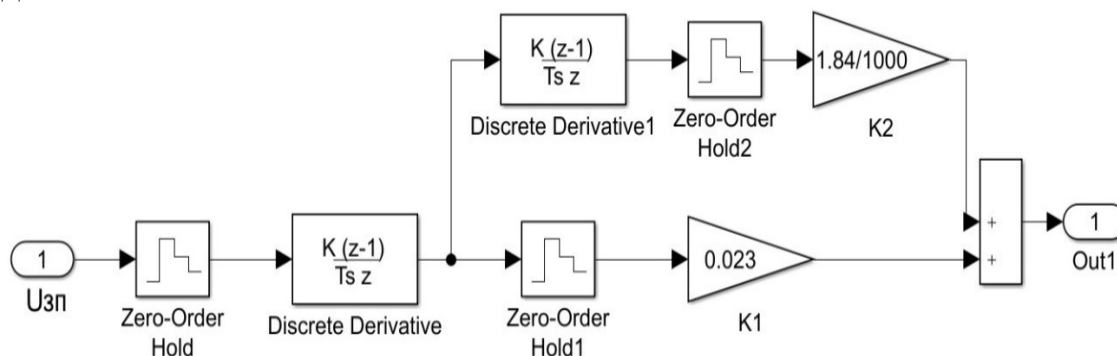 K (z-1)
Ts z
Discrete Derivative1
Zero-Order
Hold2
1.84/1000
K2
1
Uзп
Zero-Order
Hold
K (z-1)
Ts z
Discrete Derivative
Zero-Order
Hold1
0.023
K1
+
+
1
Out1